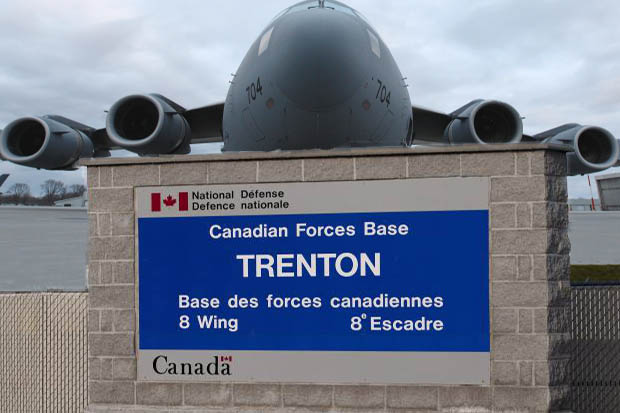 704 704
National Défense
Defence nationale
Canadian Forces Base
TRENTON
Base des forces canadiennes
8 Wing 8e Escadre
Canada